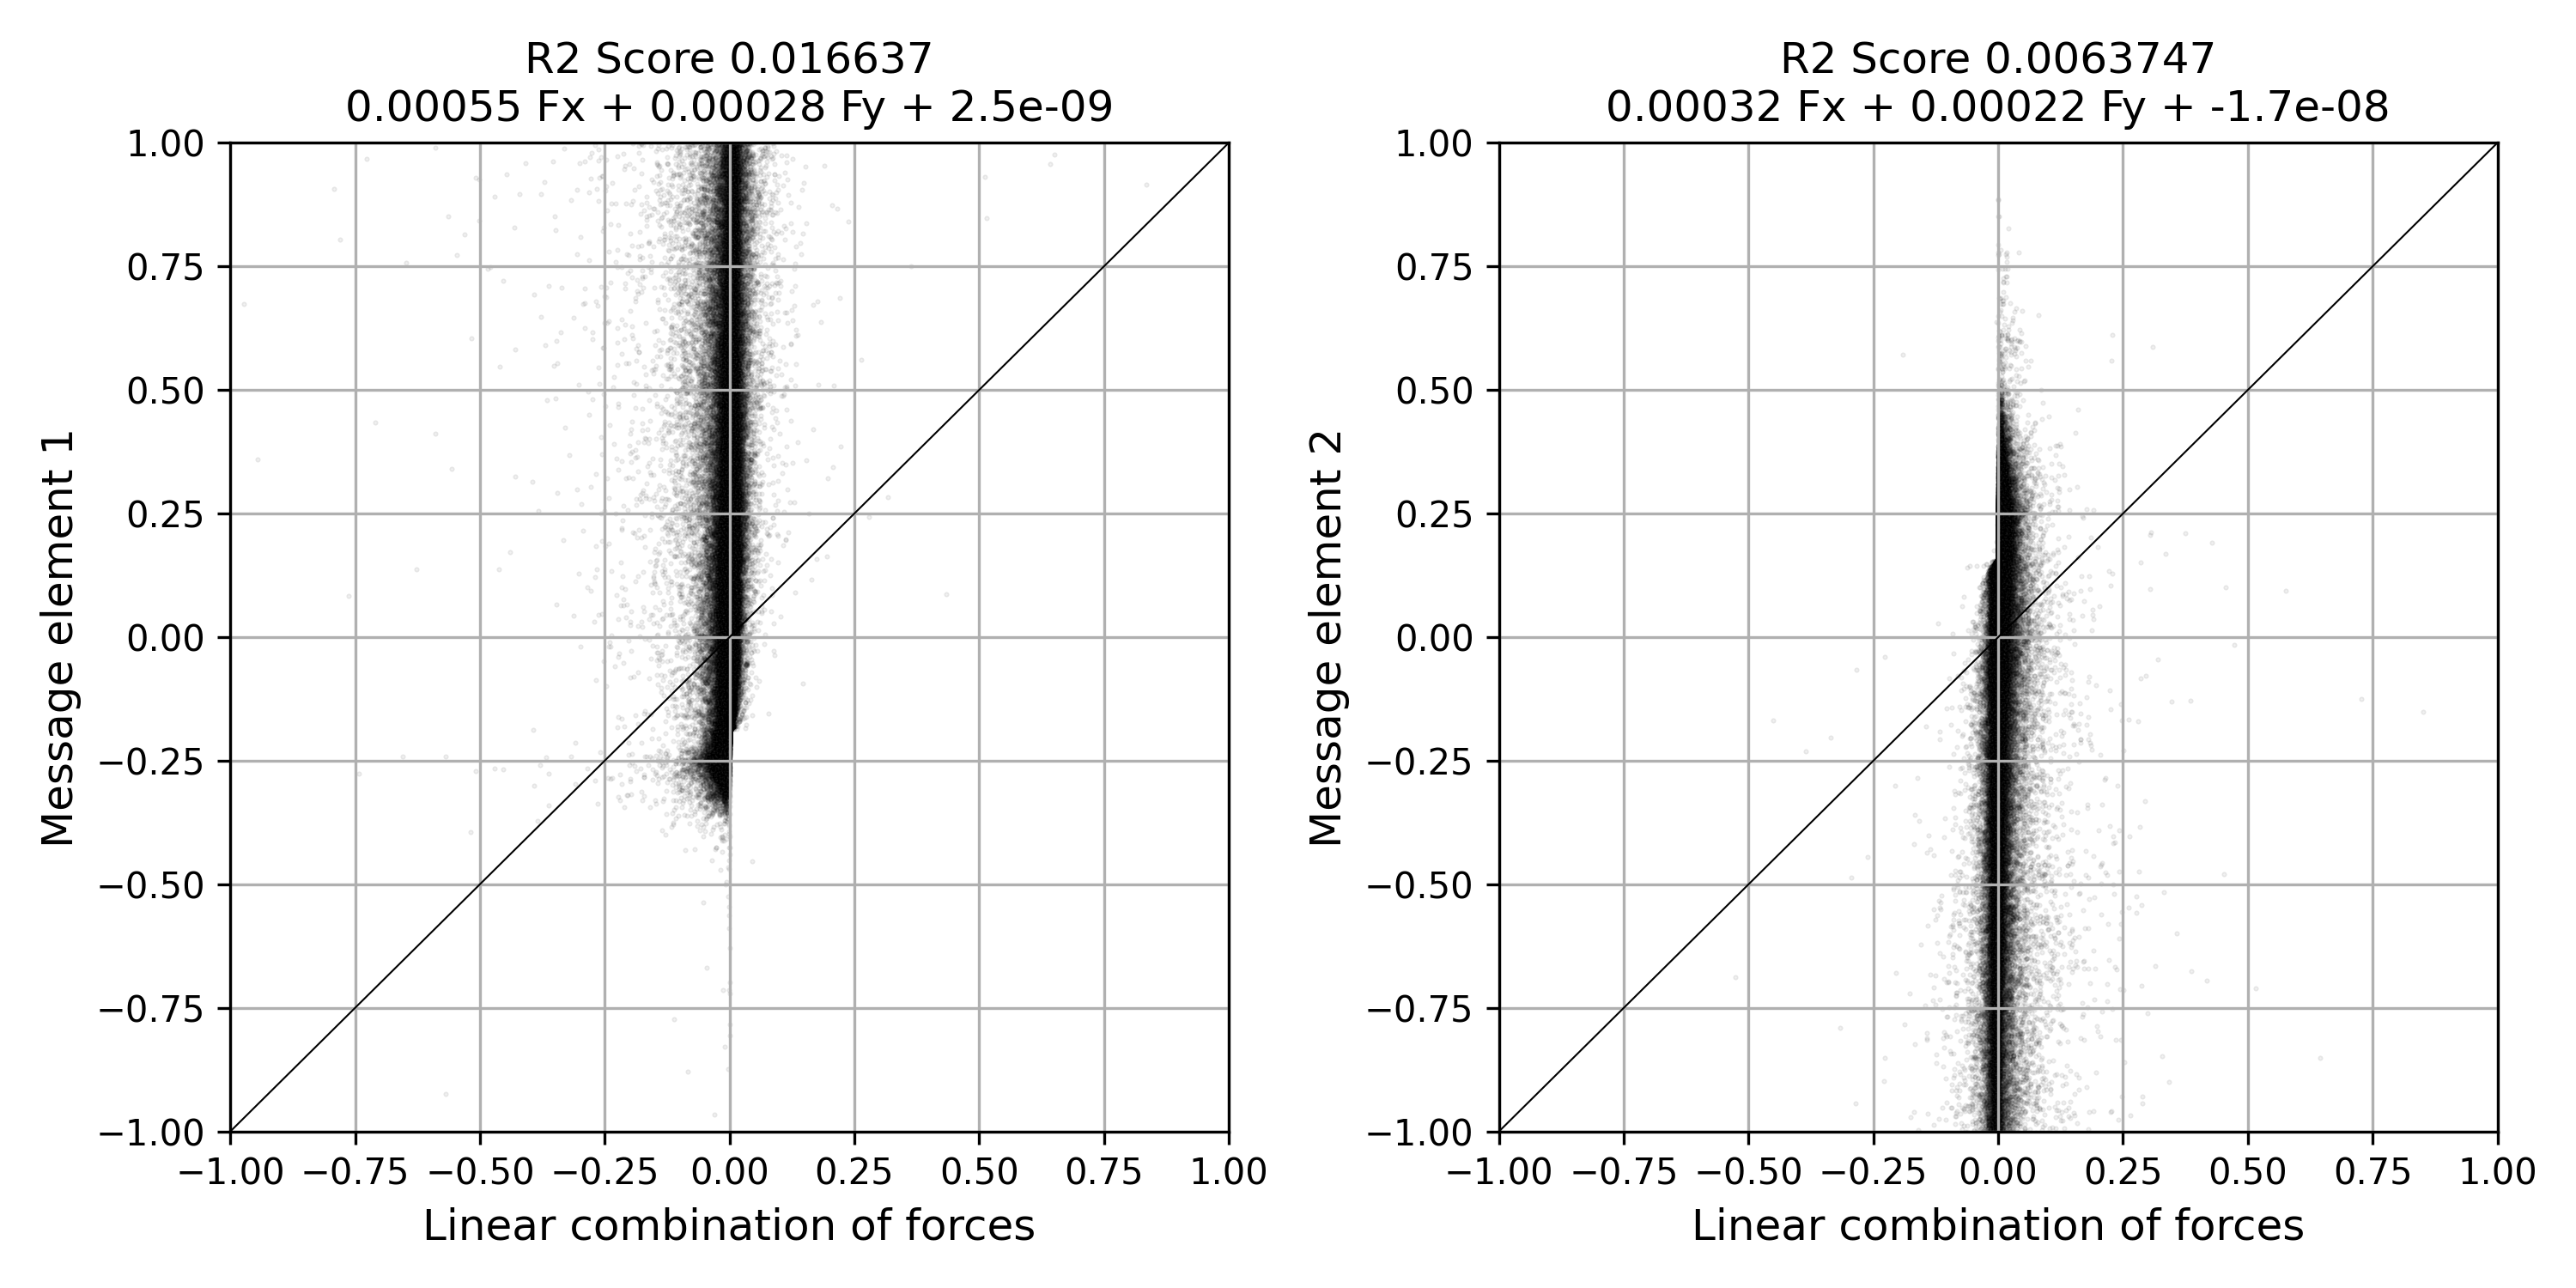 R2 Score 0.016637
0.00055 Fx + 0.00028 Fy + 2.5e-09
1.00
0.75
0.50
0.25
0.00
−0.25
−0.50
−0.75
−1.00
Message element 1
−1.00 −0.75 −0.50 −0.25 0.00 0.25 0.50 0.75 1.00
Linear combination of forces
R2 Score 0.0063747
0.00032 Fx + 0.00022 Fy + -1.7e-08
1.00
0.75
0.50
0.25
0.00
−0.25
−0.50
−0.75
−1.00
Message element 2
−1.00 −0.75 −0.50 −0.25 0.00 0.25 0.50 0.75 1.00
Linear combination of forces